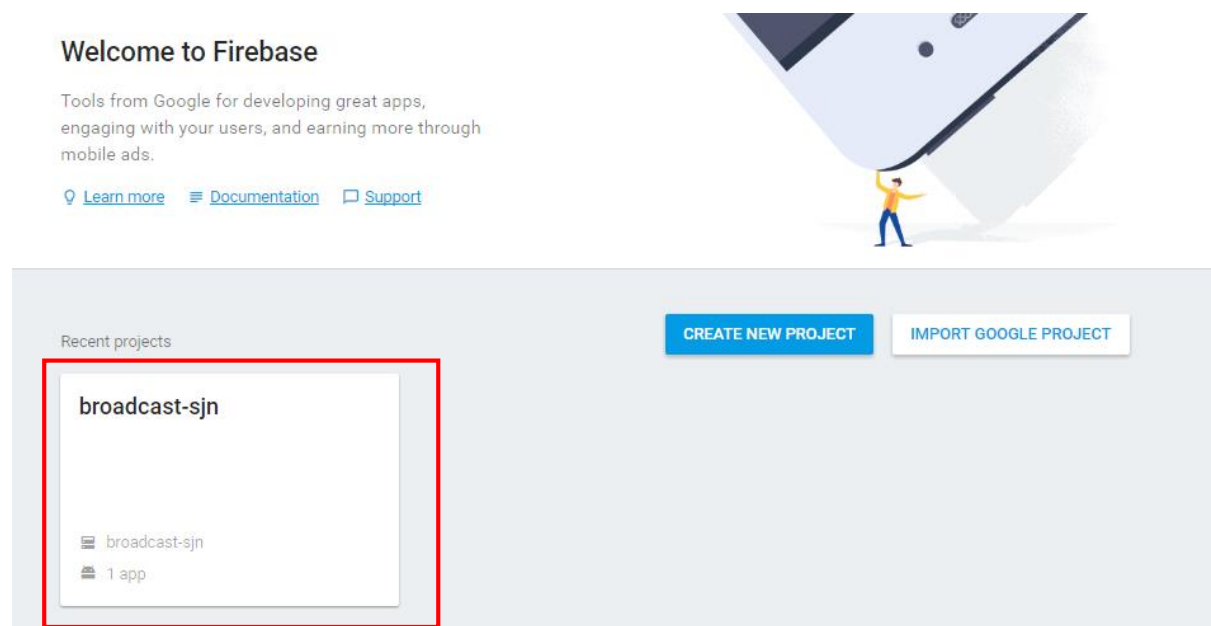 Welcome to Firebase
Tools from Google for developing great apps,
engaging with your users, and earning more through
mobile ads.
Learn more Documentation Support
Recent projects
CREATE NEW PROJECT IMPORT GOOGLE PROJECT
broadcast-sjn
broadcast-sjn
1 app